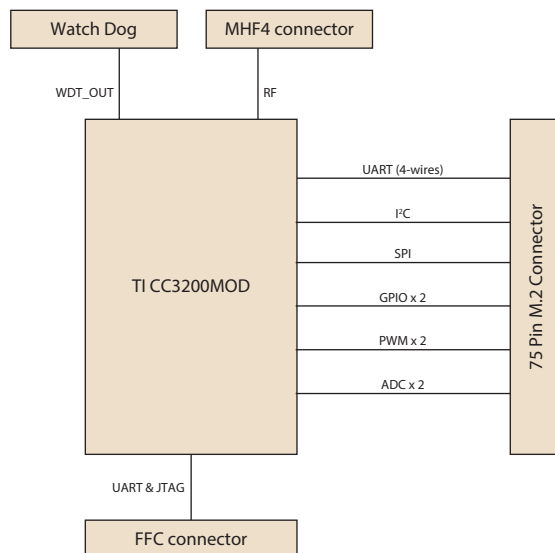 Watch Dog
MHF4 connector
WDT_OUT
RF
UART (4-wires)
I²C
SPI
TI CC3200MOD
GPIO x 2
PWM x 2
ADC x 2
75 Pin M.2 Connector
UART & JTAG
FFC connector